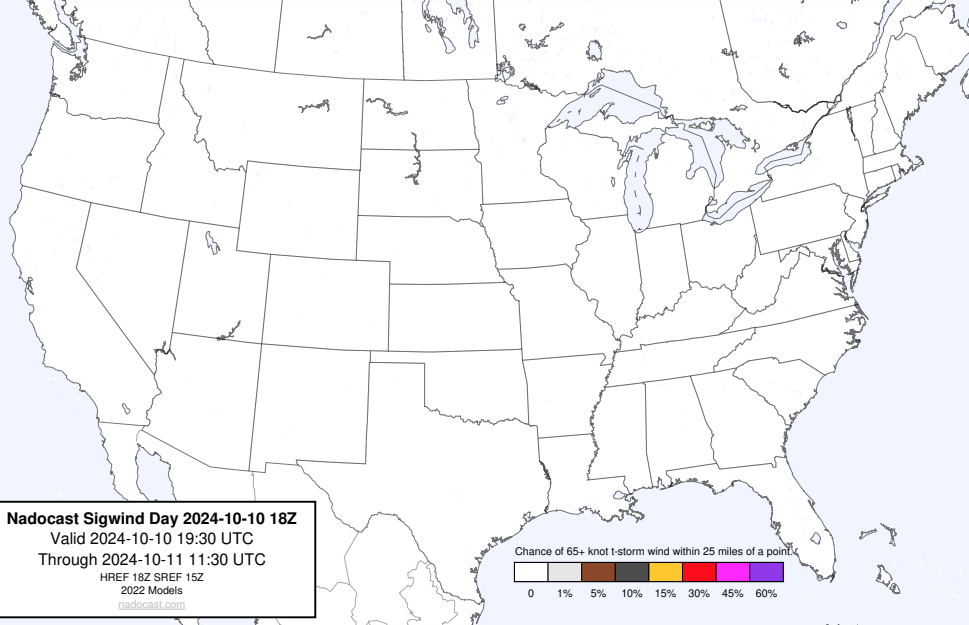 Nadocast Sigwind Day 2024-10-10 18Z
Valid 2024-10-10 19:30 UTC
Through 2024-10-11 11:30 UTC
HREF 18Z SREF 15Z
2022 Models
nadocast.com
Chance of 65+ knot t-storm wind within 25 miles of a point.
0 1% 5% 10% 15% 30% 45% 60%